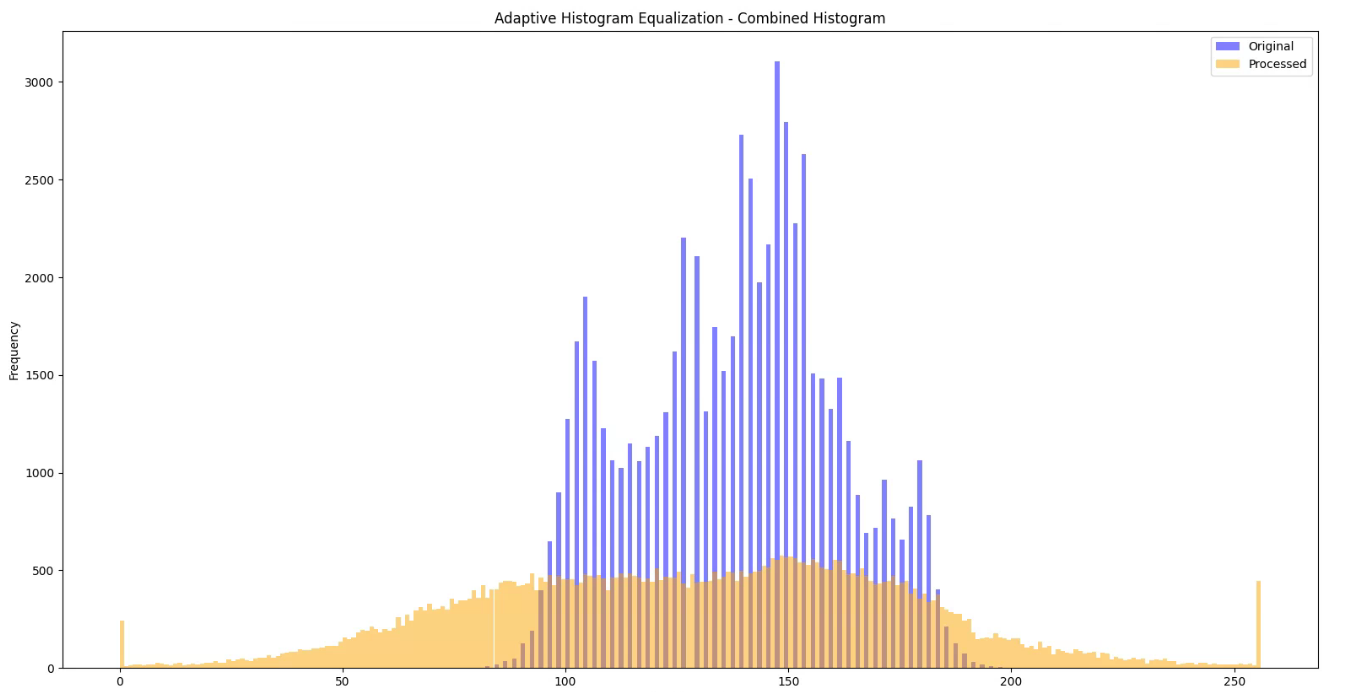 Adaptive Histogram Equalization - Combined Histogram
Original
Processed
Frequency
3000
2500
2000
1500
1000
500
0
0 50 100 150 200 250